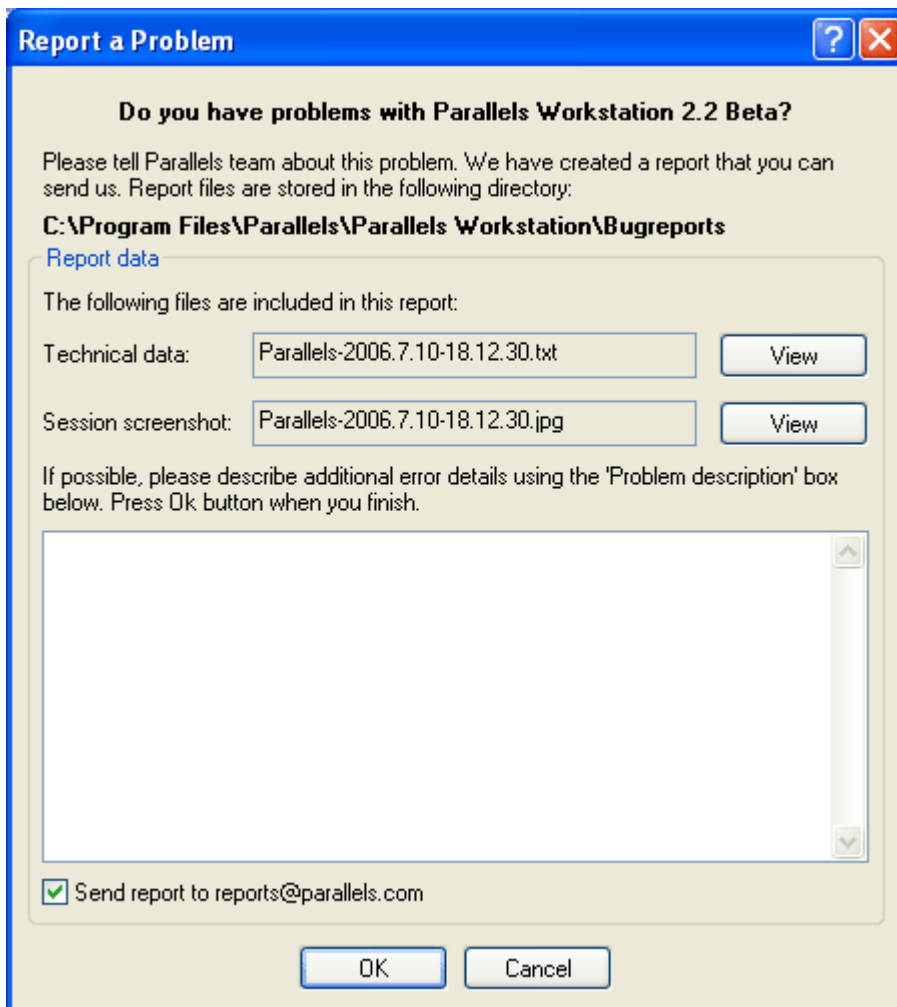 Report a Problem
?
Do you have problems with Parallels Workstation 2.2 Beta?
Please tell Parallels team about this problem. We have created a report that you can
send us. Report files are stored in the following directory:
C:\Program Files\Parallels\Parallels Workstation\Bugreports
Report data
The following files are included in this report:
Technical data: Parallels-2006.7.10-18.12.30.txt View
Session screenshot: Parallels-2006.7.10-18.12.30.jpg View
If possible, please describe additional error details using the 'Problem description' box
below. Press Ok button when you finish.
Send report to reports@parallels.com
OK Cancel